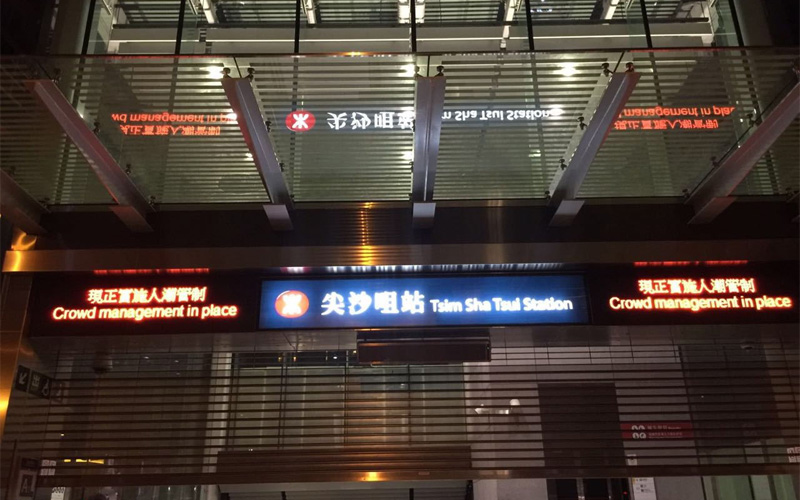 現正實施人潮管制
Crowd management in place
尖沙咀站 Tsim Sha Tsui Station
現正實施人潮管制
Crowd management in place